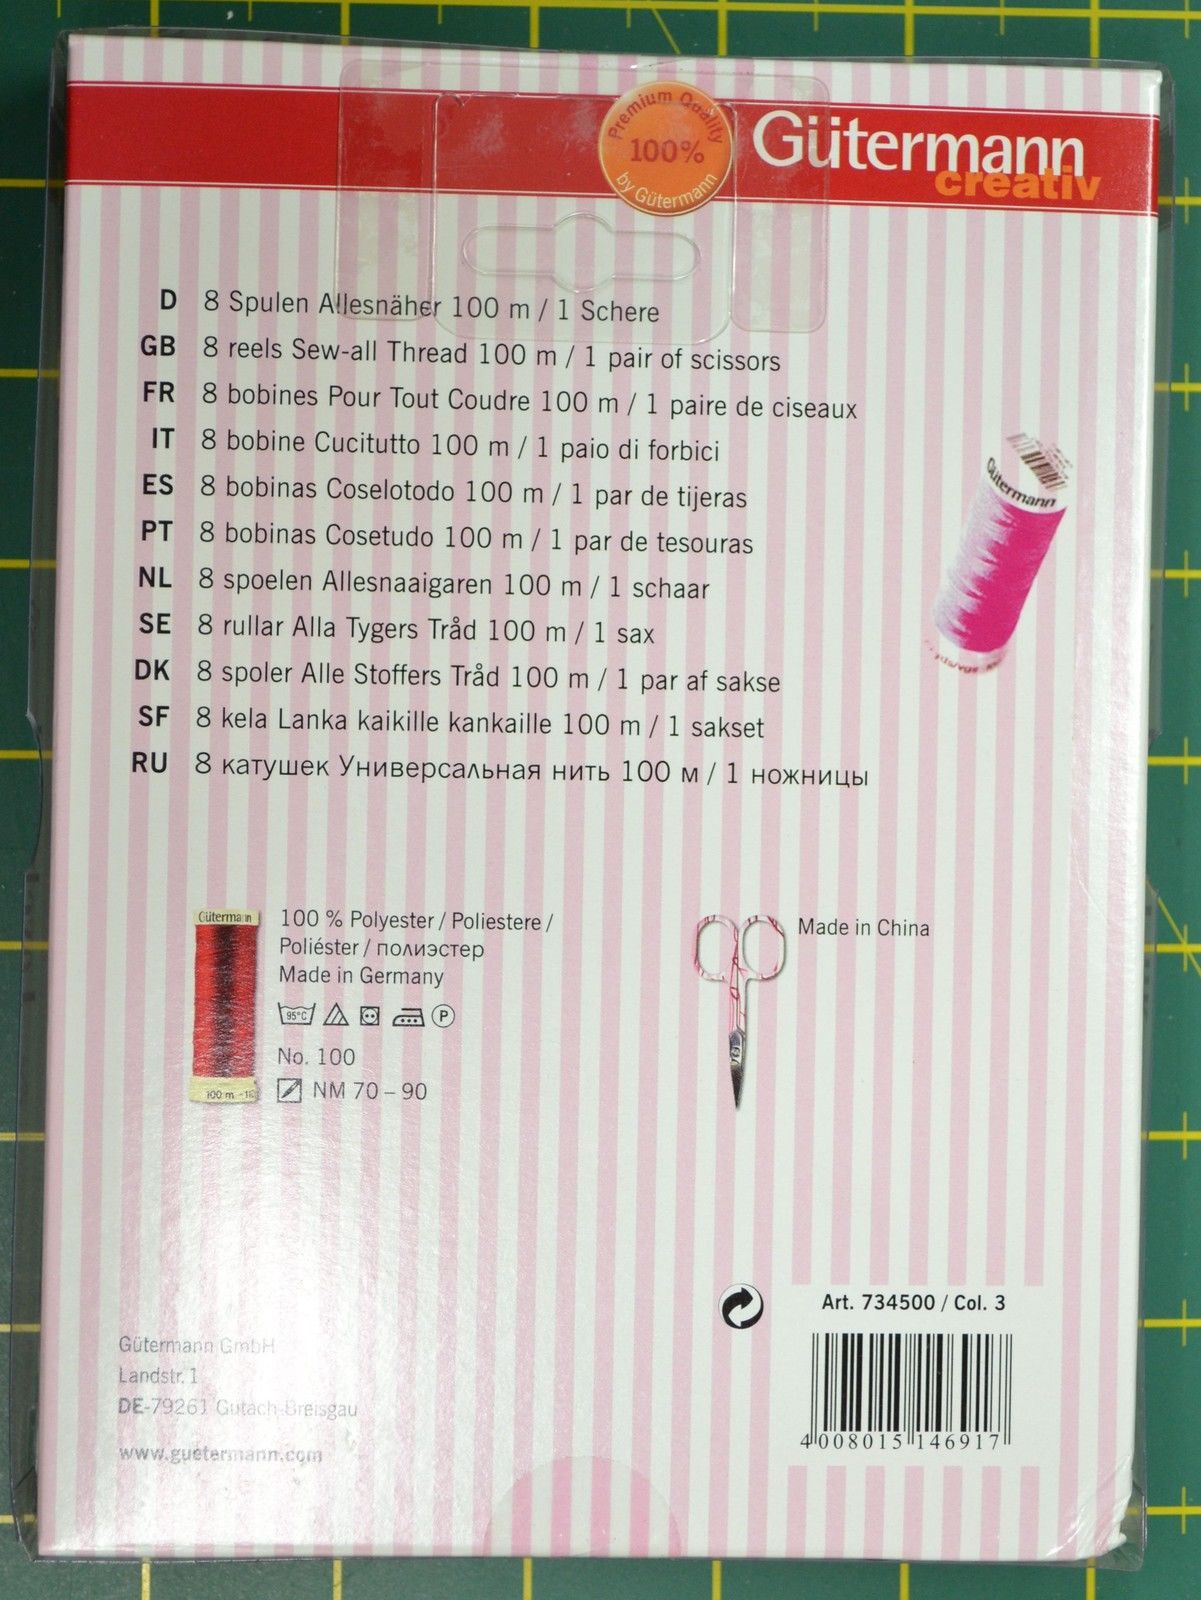 Premium Quality
100%
by Gütermann
Gütermann
creativ
D 8 Spulen Allesnäher 100 m / 1 Schere
GB 8 reels Sew-all Thread 100 m / 1 pair of scissors
FR 8 bobines Pour Tout Coudre 100 m / 1 paire de ciseaux
IT 8 bobine Cucitutto 100 m / 1 paio di forbici
ES 8 bobinas Coselotodo 100 m / 1 par de tijeras
PT 8 bobinas Cosetudo 100 m / 1 par de tesouras
NL 8 spoelen Allesnaaigaren 100 m / 1 schaar
SE 8 rullar Alla Tygers Tråd 100 m / 1 sax
DK 8 spoler Alle Stoffers Tråd 100 m / 1 par af sakse
SF 8 kela Lanka kaikille kankaille 100 m / 1 sakset
RU 8 катушек Универсальная нить 100 м / 1 ножницы
Gütermann
Gütermann
100 m
100 % Polyester / Poliestere /
Poliéster / полиэстер
Made in Germany
95°C P
No. 100
NM 70 – 90
Made in China
Art. 734500 / Col. 3
4 008015 146917
Gütermann GmbH
Landstr. 1
DE-79261 Gutach-Breisgau
www.guetermann.com